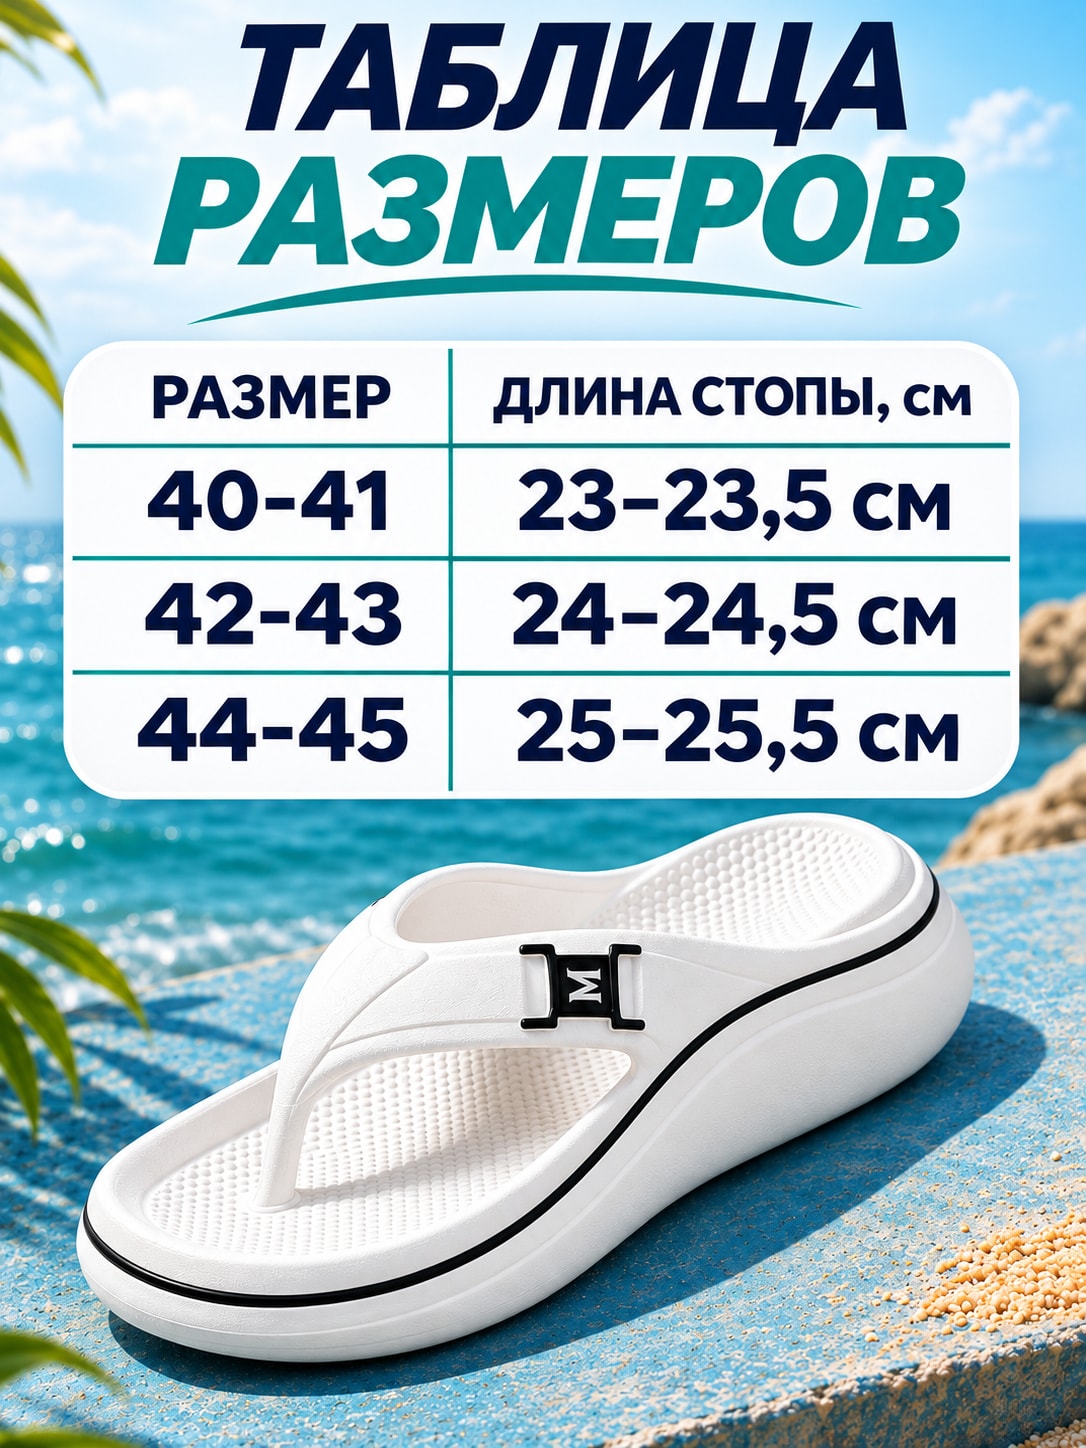 ТАБЛИЦА
РАЗМЕРОВ
РАЗМЕР ДЛИНА СТОПЫ, см
40-41 23–23,5 см
42-43 24–24,5 см
44-45 25–25,5 см
M